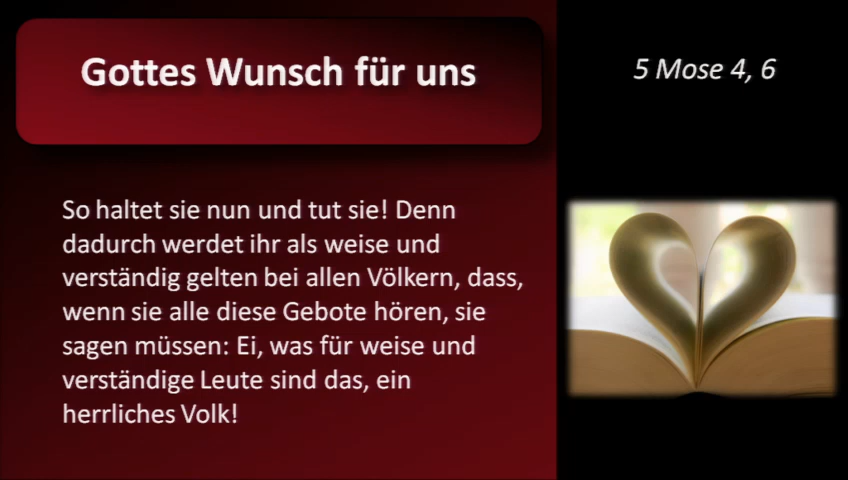 Gottes Wunsch für uns
5 Mose 4, 6
So haltet sie nun und tut sie! Denn
dadurch werdet ihr als weise und
verständig gelten bei allen Völkern, dass,
wenn sie alle diese Gebote hören, sie
sagen müssen: Ei, was für weise und
verständige Leute sind das, ein
herrliches Volk!